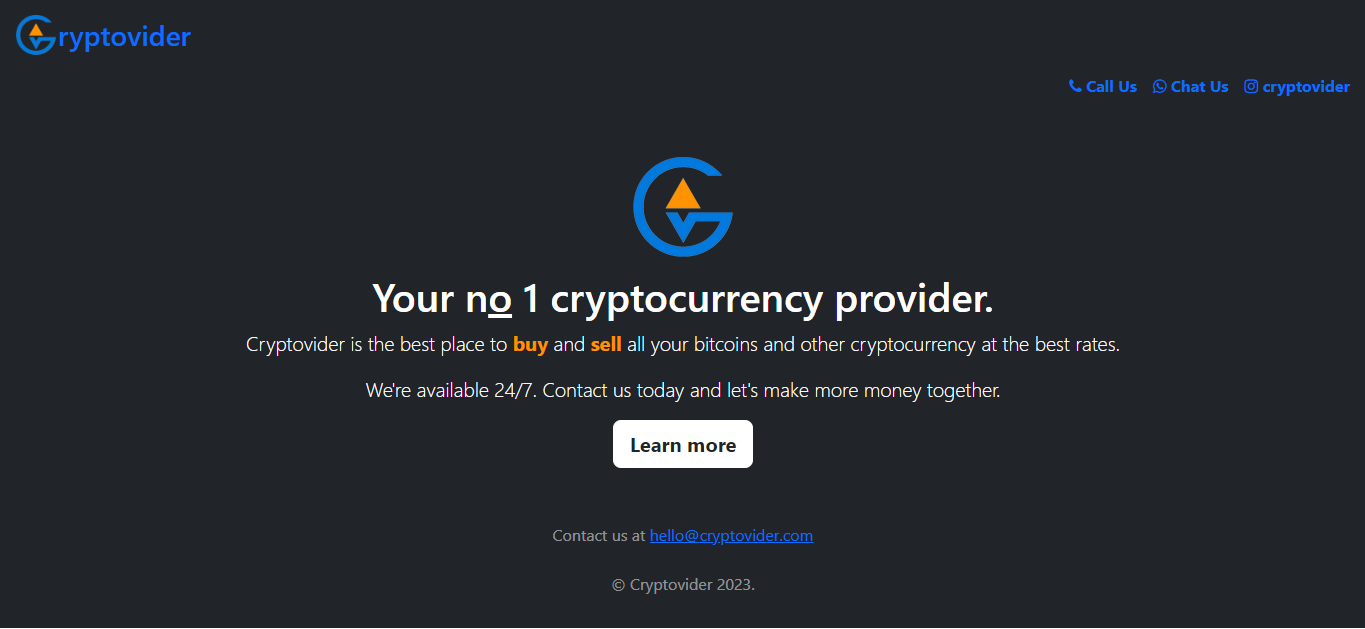 ryptovider
Call Us Chat Us cryptovider
Your no 1 cryptocurrency provider.
Cryptovider is the best place to buy and sell all your bitcoins and other cryptocurrency at the best rates.
We're available 24/7. Contact us today and let's make more money together.
Learn more
Contact us at hello@cryptovider.com
© Cryptovider 2023.